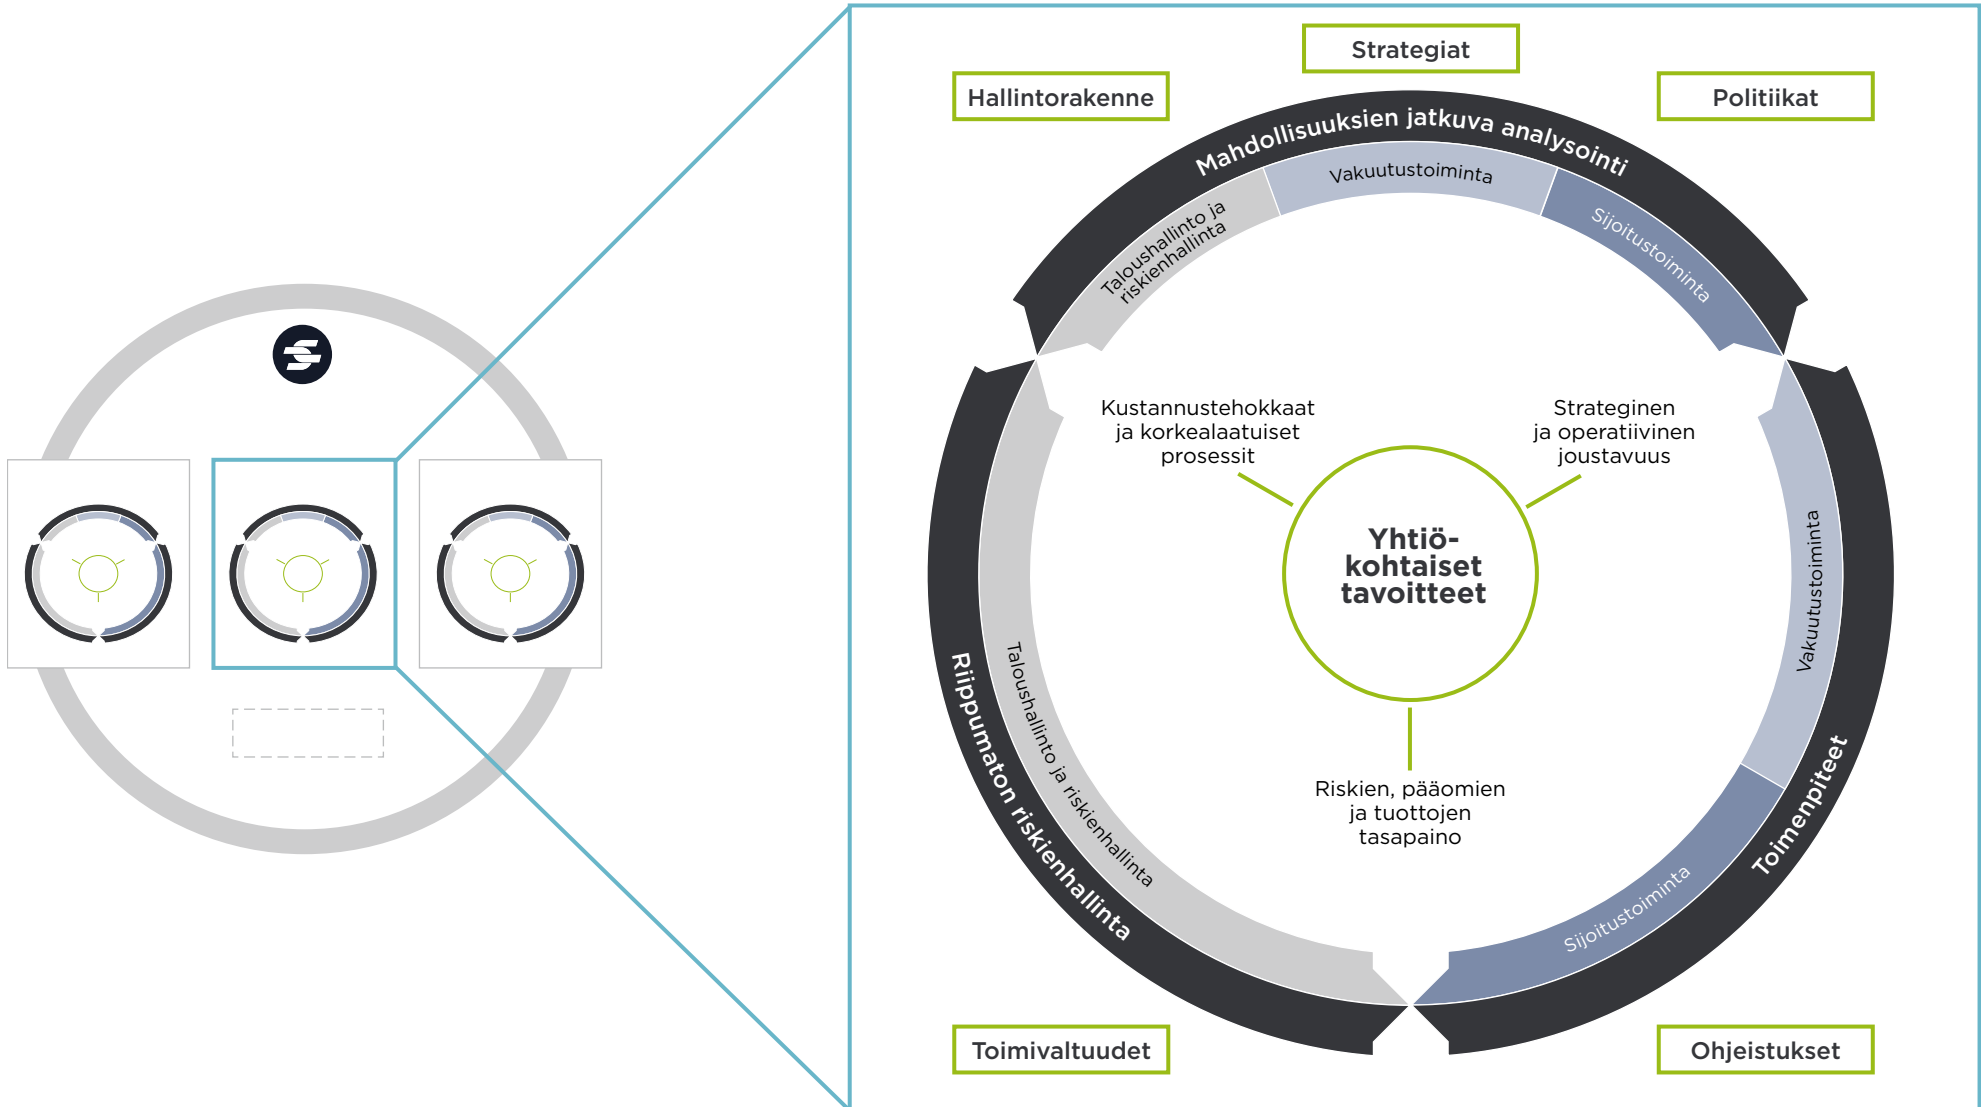 Strategiat
Hallintorakenne
Politiikat
Mahdollisuuksien jatkuva analysointi
Taloushallinto ja
riskienhallinta
Vakuutustoiminta
Sijoitustoiminta
Kustannustehokkaat
ja korkealaatuiset
prosessit
Strateginen
ja operatiivinen
joustavuus
Yhtiö-
kohtaiset
tavoitteet
Riskien, pääomien
ja tuottojen
tasapaino
Riippumaton riskienhallinta
Taloushallinto ja riskienhallinta
Vakuutustoiminta
Sijoitustoiminta
Toimenpiteet
Toimivaltuudet
Ohjeistukset